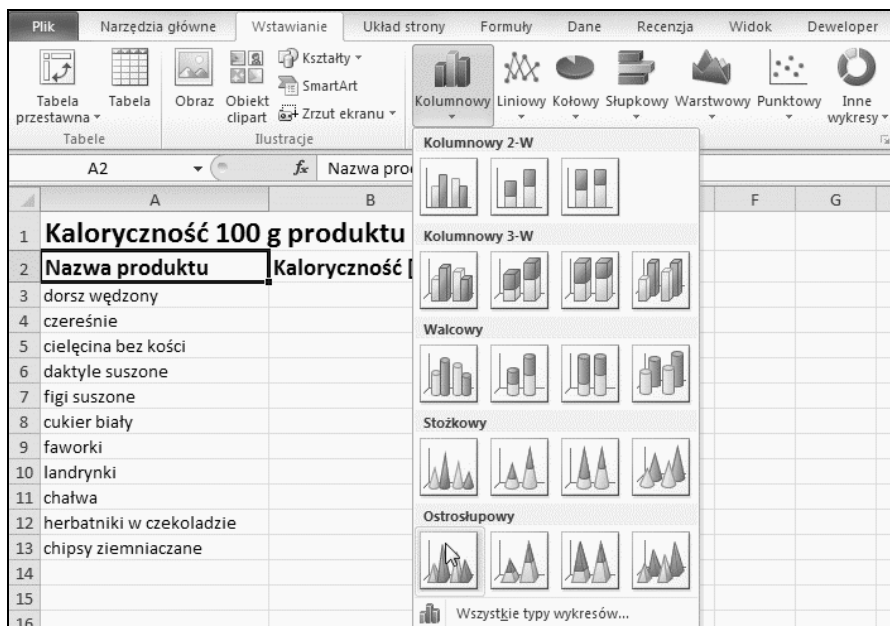 Plik Narzędzia główne Wstawianie Układ strony Formuły Dane Recenzja Widok Deweloper
Tabela przestawna
Tabela
Obraz
Obiekt clipart
Kształty
SmartArt
Zrzut ekranu
Kolumnowy Liniowy Kołowy Słupkowy Warstwowy Punktowy
Inne wykresy
Tabele
Ilustracje
A2
fx
Nazwa pro
Kolumnowy 2-W
Kolumnowy 3-W
Walcowy
Stożkowy
Ostrosłupowy
Wszystkie typy wykresów...
A B F G
1 Kaloryczność 100 g produktu
2 Nazwa produktu Kaloryczność [
3 dorsz wędzony
4 czereśnie
5 cielęcina bez kości
6 daktyle suszone
7 figi suszone
8 cukier biały
9 faworki
10 landrynki
11 chałwa
12 herbatniki w czekoladzie
13 chipsy ziemniaczane
14
15
16